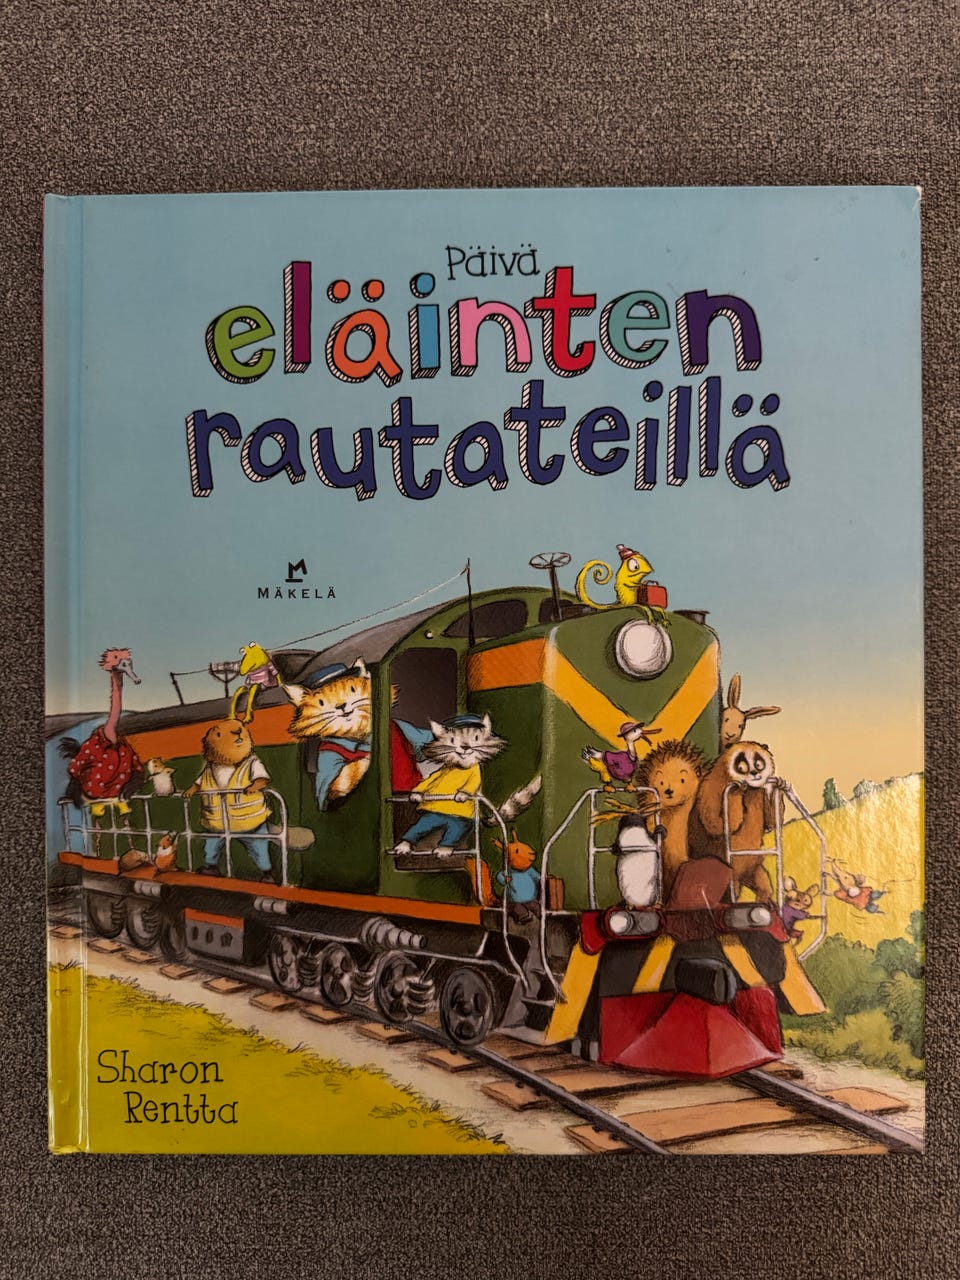 Päivä
eläinten
rautateillä
MÄKELÄ
Sharon
Rentta